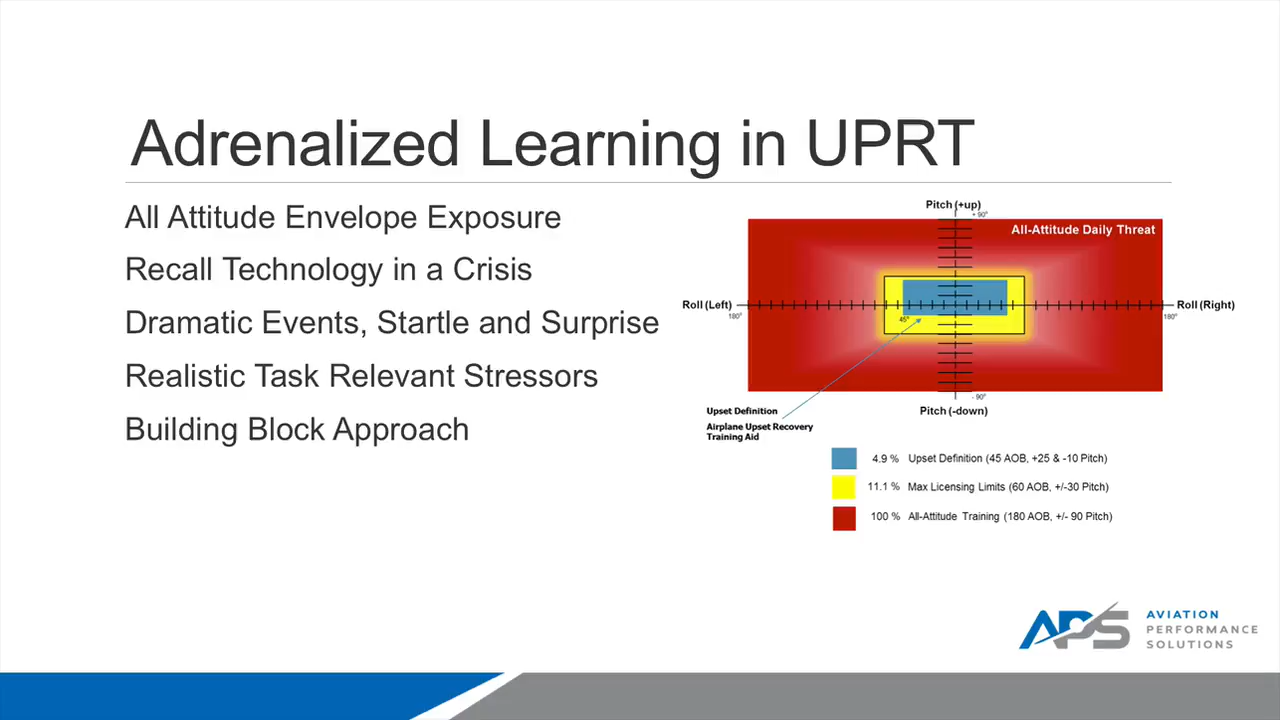 Adrenalized Learning in UPRT
All Attitude Envelope Exposure
Recall Technology in a Crisis
Dramatic Events, Startle and Surprise
Realistic Task Relevant Stressors
Building Block Approach
Pitch (+up)
+ 90°
All-Attitude Daily Threat
Roll (Left)
180°
45°
Roll (Right)
180°
- 90°
Pitch (-down)
Upset Definition
Airplane Upset Recovery
Training Aid
4.9 % Upset Definition (45 AOB, +25 & -10 Pitch)
11.1 % Max Licensing Limits (60 AOB, +/-30 Pitch)
100 % All-Attitude Training (180 AOB, +/- 90 Pitch)
APS
AVIATION
PERFORMANCE
SOLUTIONS